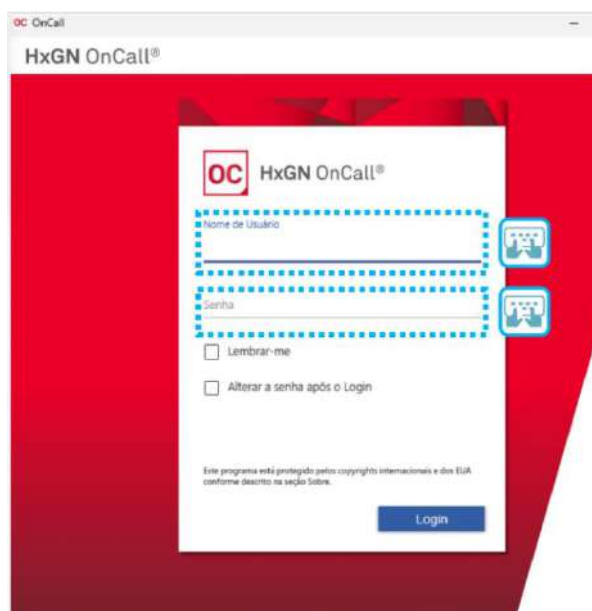 OC OnCall
HxGN OnCall®
OC HxGN OnCall®
Nome de Usuário
Senha
Lembrar-me
Alterar a senha após o Login
Este programa está protegido pelos copyrights internacionais e dos EUA
conforme descrito na seção Sobre.
Login